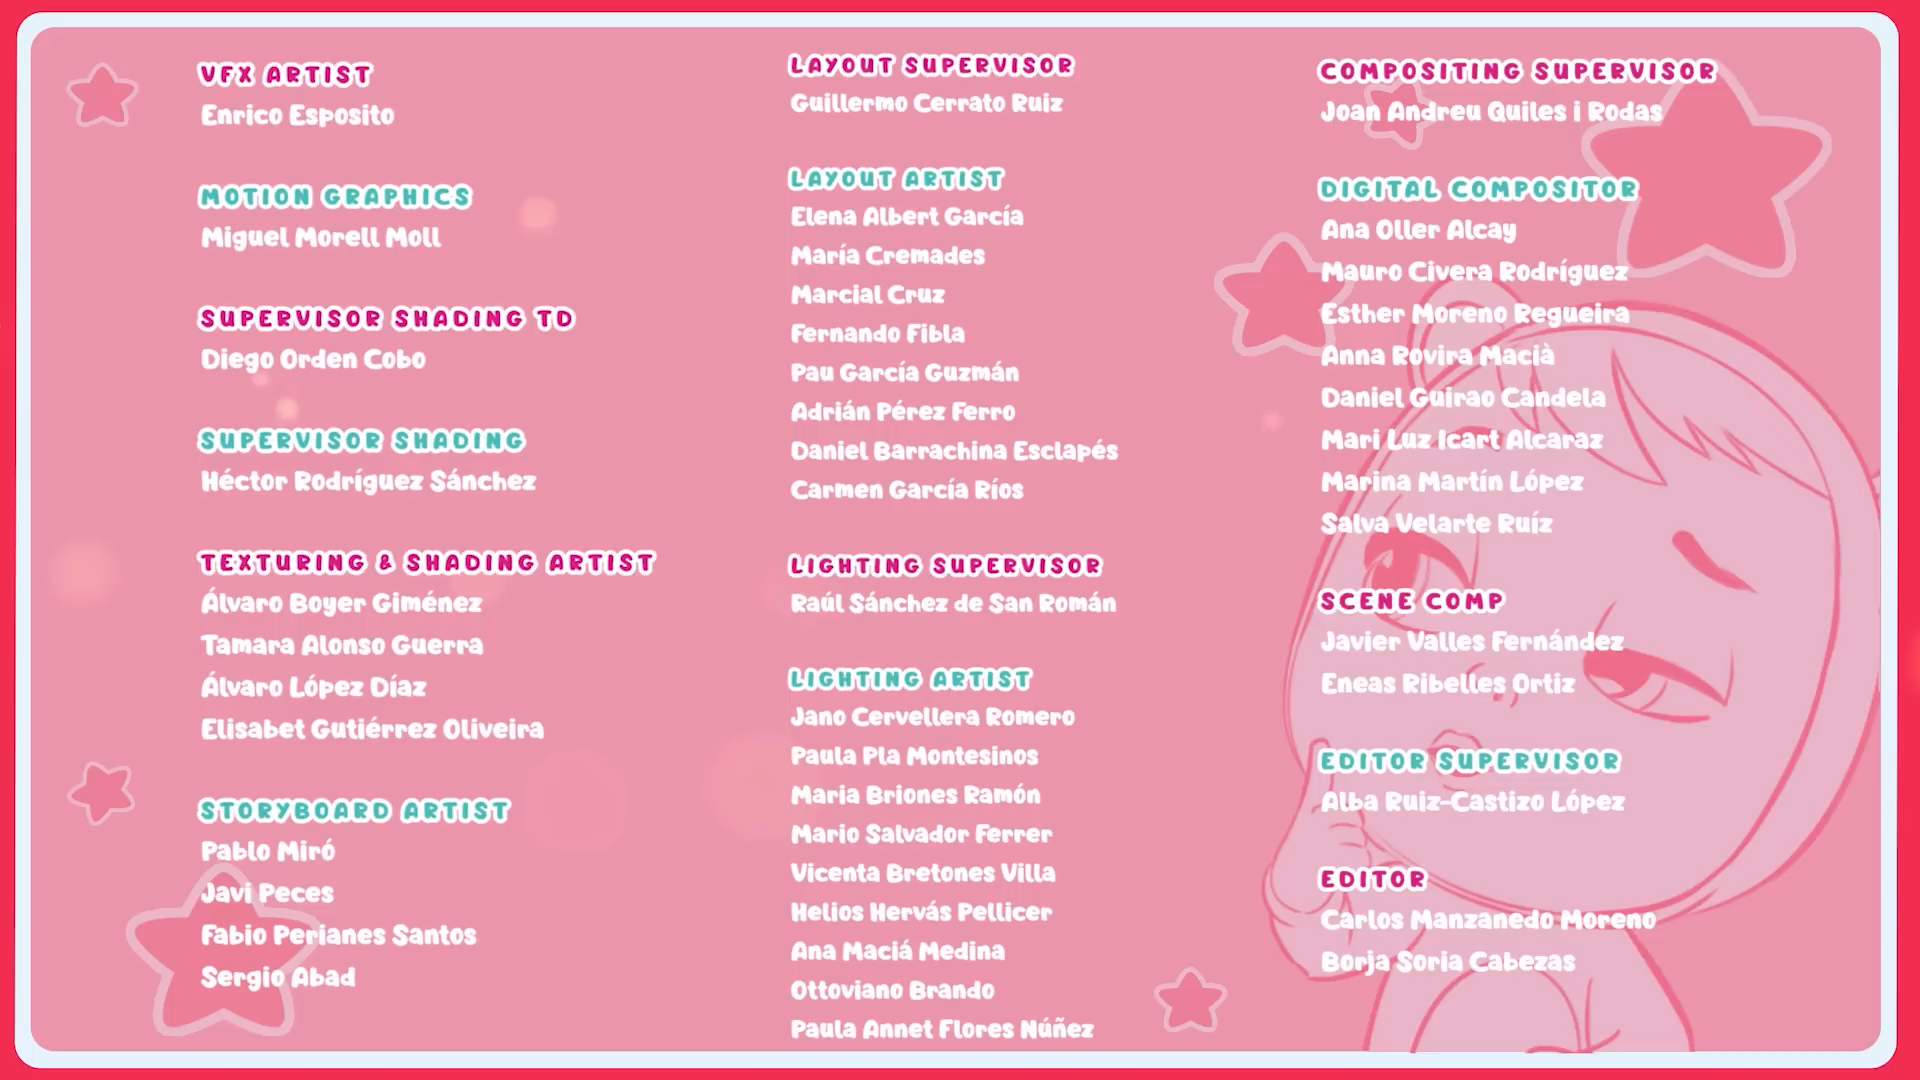 VFX ARTIST
Enrico Esposito
MOTION GRAPHICS
Miguel Morell Moll
SUPERVISOR SHADING TD
Diego Orden Cobo
SUPERVISOR SHADING
Héctor Rodríguez Sánchez
TEXTURING & SHADING ARTIST
Álvaro Boyer Giménez
Tamara Alonso Guerra
Álvaro López Díaz
Elisabet Gutiérrez Oliveira
STORYBOARD ARTIST
Pablo Miró
Javi Peces
Fabio Perianes Santos
Sergio Abad
LAYOUT SUPERVISOR
Guillermo Cerrato Ruiz
LAYOUT ARTIST
Elena Albert García
María Cremades
Marcial Cruz
Fernando Fibla
Pau García Guzmán
Adrián Pérez Ferro
Daniel Barrachina Esclapés
Carmen García Ríos
LIGHTING SUPERVISOR
Raúl Sánchez de San Román
LIGHTING ARTIST
Jano Cervellera Romero
Paula Pla Montesinos
Maria Briones Ramón
Mario Salvador Ferrer
Vicenta Bretones Villa
Helios Hervás Pellicer
Ana Maciá Medina
Ottoviano Brando
Paula Annet Flores Núñez
COMPOSITING SUPERVISOR
Joan Andreu Quiles i Rodas
DIGITAL COMPOSITOR
Ana Oller Alcay
Mauro Civera Rodríguez
Esther Moreno Regueira
Anna Rovira Macià
Daniel Guirao Candela
Mari Luz Icart Alcaraz
Marina Martín López
Salva Velarte Ruíz
SCENE COMP
Javier Valles Fernández
Eneas Ribelles Ortiz
EDITOR SUPERVISOR
Alba Ruiz-Castizo López
EDITOR
Carlos Manzanedo Moreno
Borja Soria Cabezas